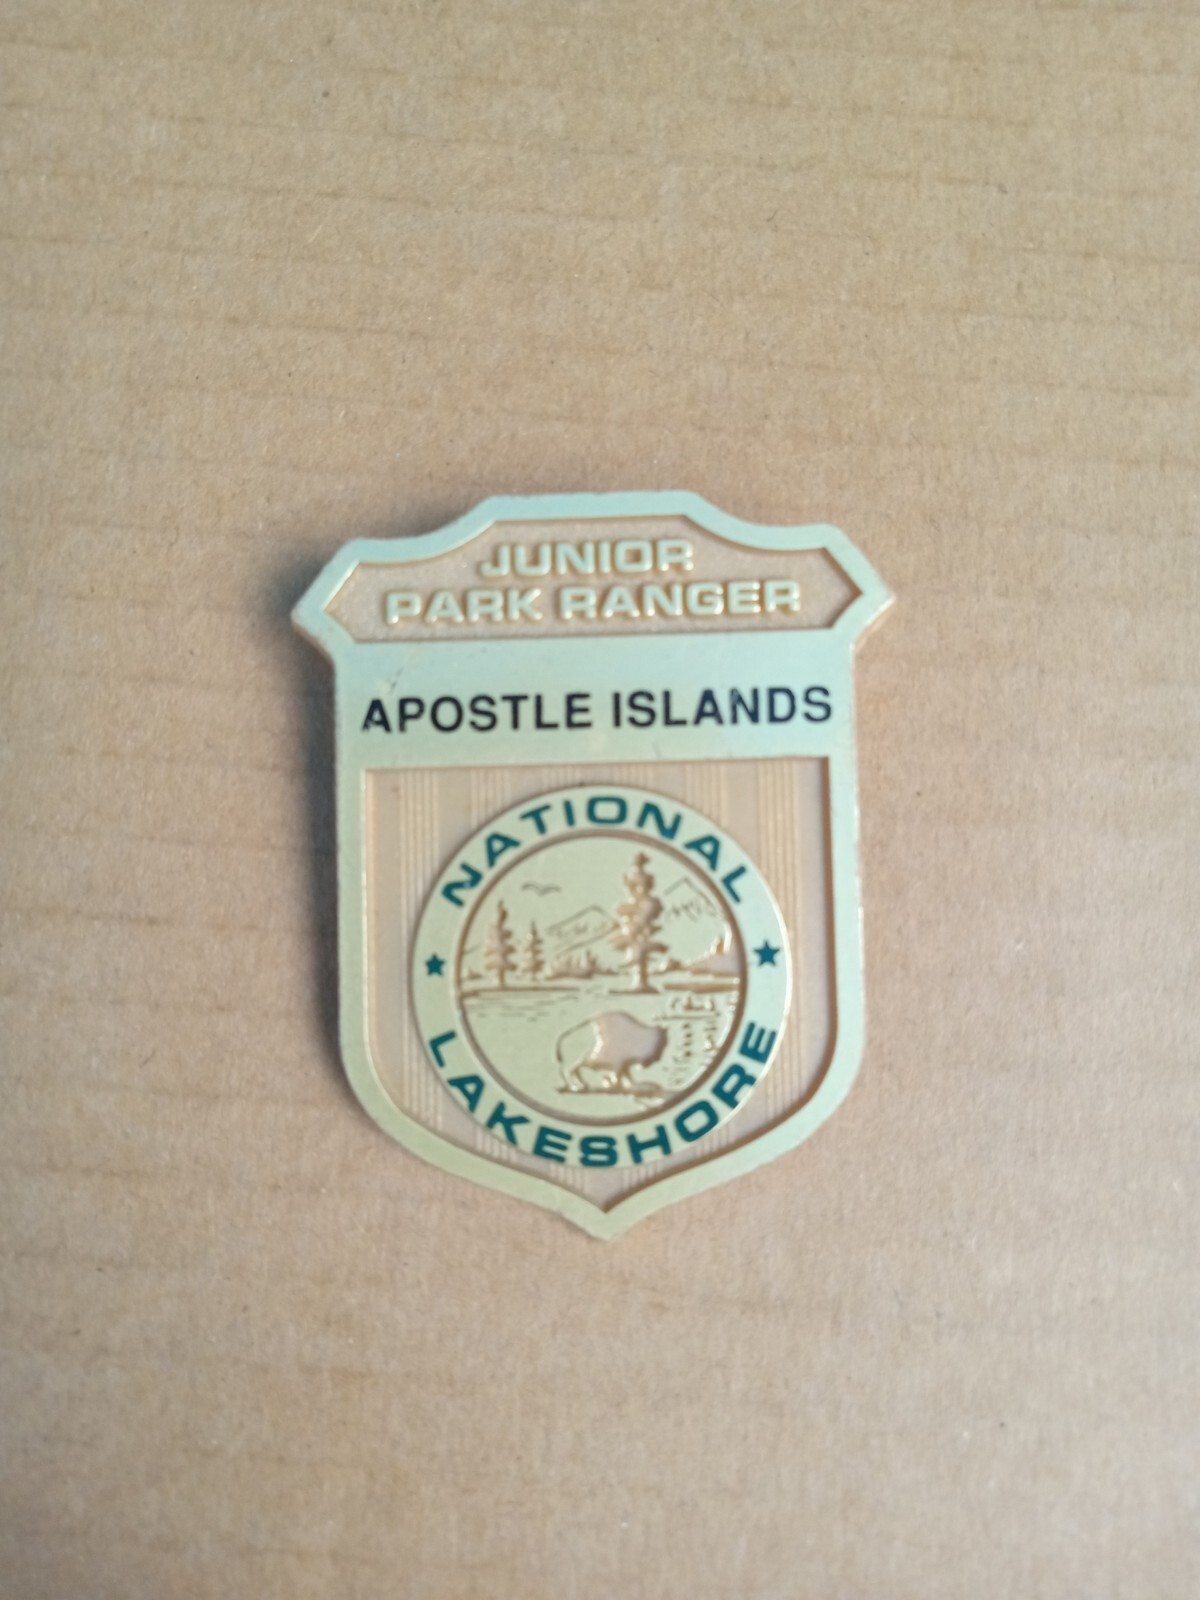 JUNIOR
PARK RANGER
APOSTLE ISLANDS
NATIONAL
LAKESHORE